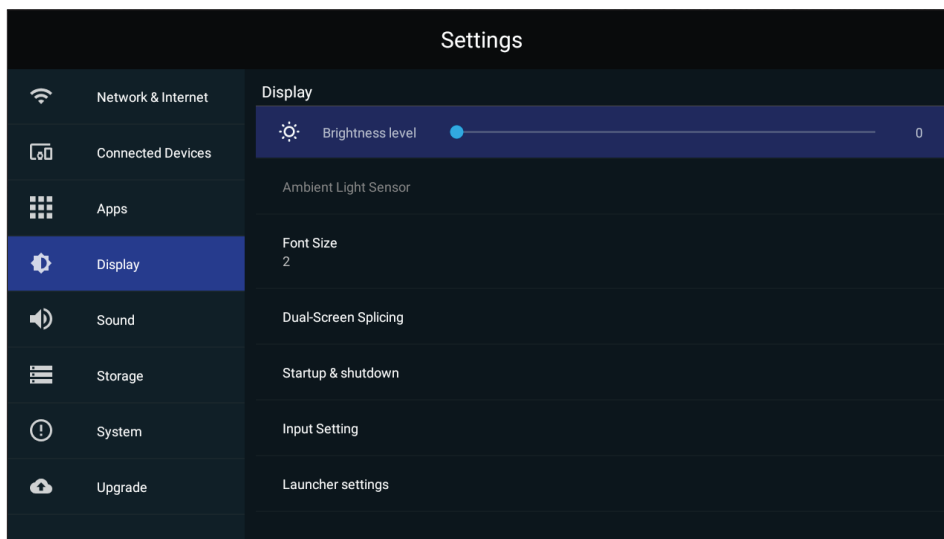 Settings
Network & Internet
Connected Devices
Apps
Display
Sound
Storage
System
Upgrade
Display
Brightness level 0
Ambient Light Sensor
Font Size
2
Dual-Screen Splicing
Startup & shutdown
Input Setting
Launcher settings